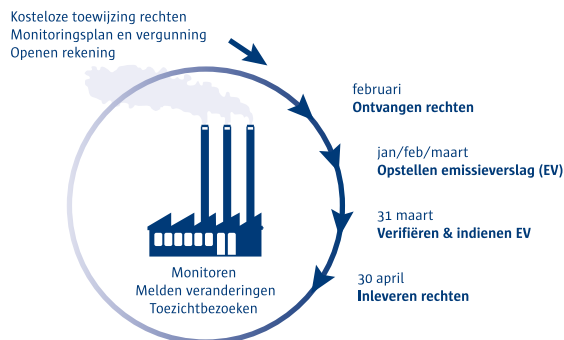 Kosteloze toewijzing rechten
Monitoringsplan en vergunning
Openen rekening
februari
Ontvangen rechten
jan/feb/maart
Opstellen emissieverslag (EV)
31 maart
Verifiëren & indienen EV
30 april
Inleveren rechten
Monitoren
Melden veranderingen
Toezichtbezoeken